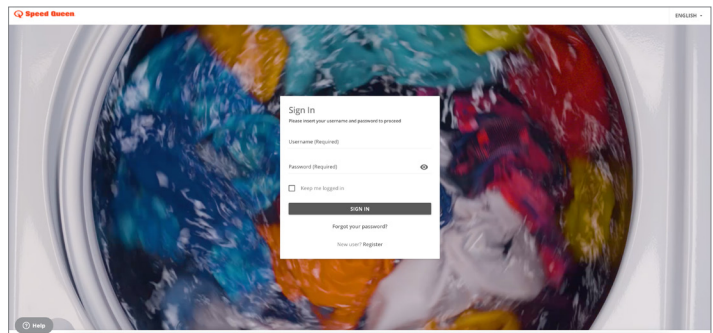 Speed Queen
ENGLISH
Sign In
Please insert your username and password to proceed
Username (Required)
Password (Required)
Keep me logged in
SIGN IN
Forgot your password?
New user? Register
Help